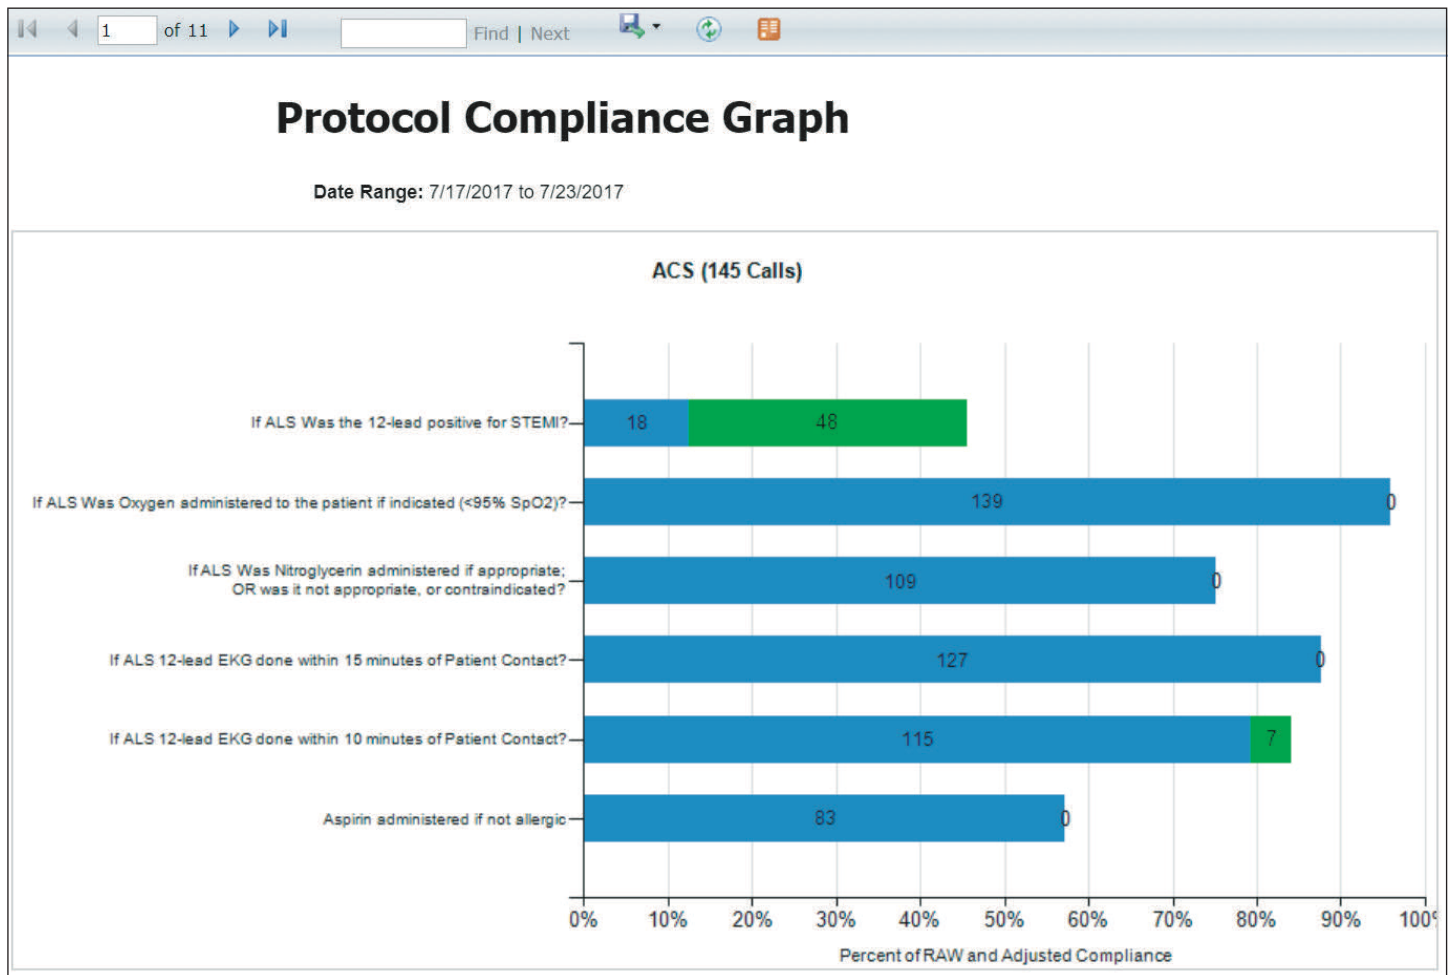 1 of 11 Find | Next
Protocol Compliance Graph
Date Range: 7/17/2017 to 7/23/2017
ACS (145 Calls)
If ALS Was the 12-lead positive for STEMI? 18 48
If ALS Was Oxygen administered to the patient if indicated (<95% SpO2)? 139 0
If ALS Was Nitroglycerin administered if appropriate;
OR was it not appropriate, or contraindicated? 109 0
If ALS 12-lead EKG done within 15 minutes of Patient Contact? 127 0
If ALS 12-lead EKG done within 10 minutes of Patient Contact? 115 7
Aspirin administered if not allergic 83 0
0% 10% 20% 30% 40% 50% 60% 70% 80% 90% 100%
Percent of RAW and Adjusted Compliance